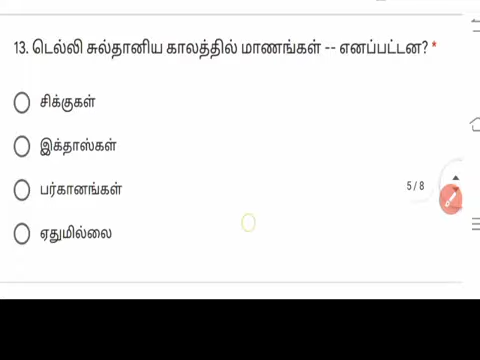 13. டெல்லி சுல்தானிய காலத்தில் மாணங்கள் -- எனப்பட்டன? *
சிக்குகள்
இக்தாஸ்கள்
பர்கானங்கள்
5 / 8
ஏதுமில்லை